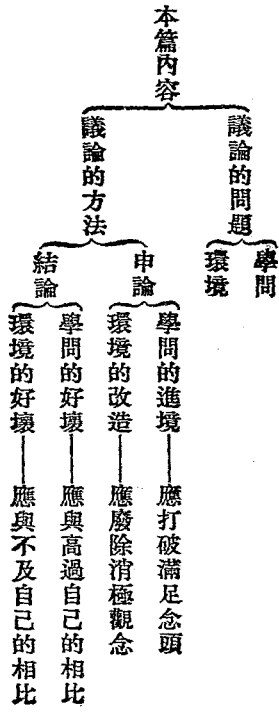 本篇內容
議論的問題
學問
環境
議論的方法
申論
學問的進境——應打破滿足念頭
環境的改造——應廢除消極觀念
結論
學問的好壞——應與高過自己的相比
環境的好壞——應與不及自己的相比